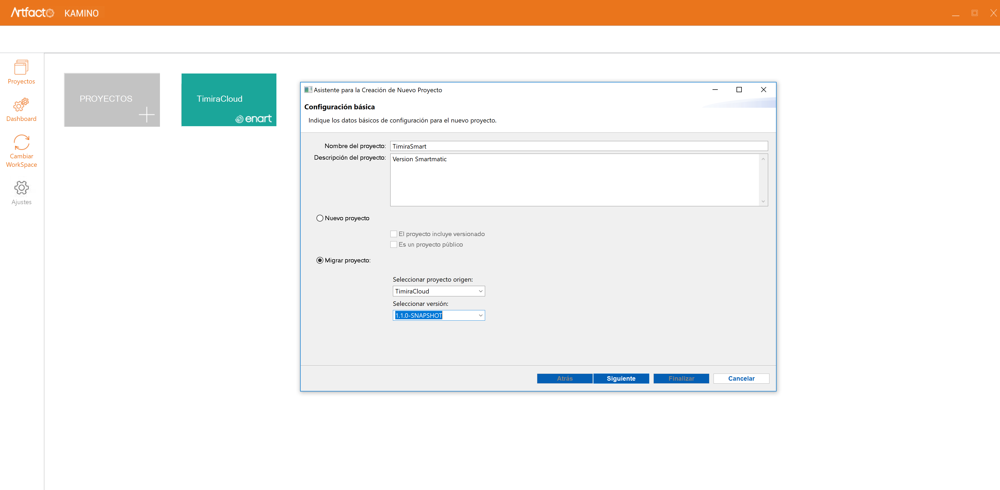 Artfacto KAMINO
Proyectos
Dashboard
Cambiar
WorkSpace
Ajustes
PROYECTOS
TimiraCloud
enart
Asistente para la Creación de Nuevo Proyecto
Configuración básica
Indique los datos básicos de configuración para el nuevo proyecto.
Nombre del proyecto: TimiraSmart
Descripción del proyecto: Version Smartmatic
Nuevo proyecto
El proyecto incluye versionado
Es un proyecto público
Migrar proyecto:
Seleccionar proyecto origen:
TimiraCloud
Seleccionar versión:
1.1.0-SNAPSHOT
Atrás Siguiente Finalizar Cancelar